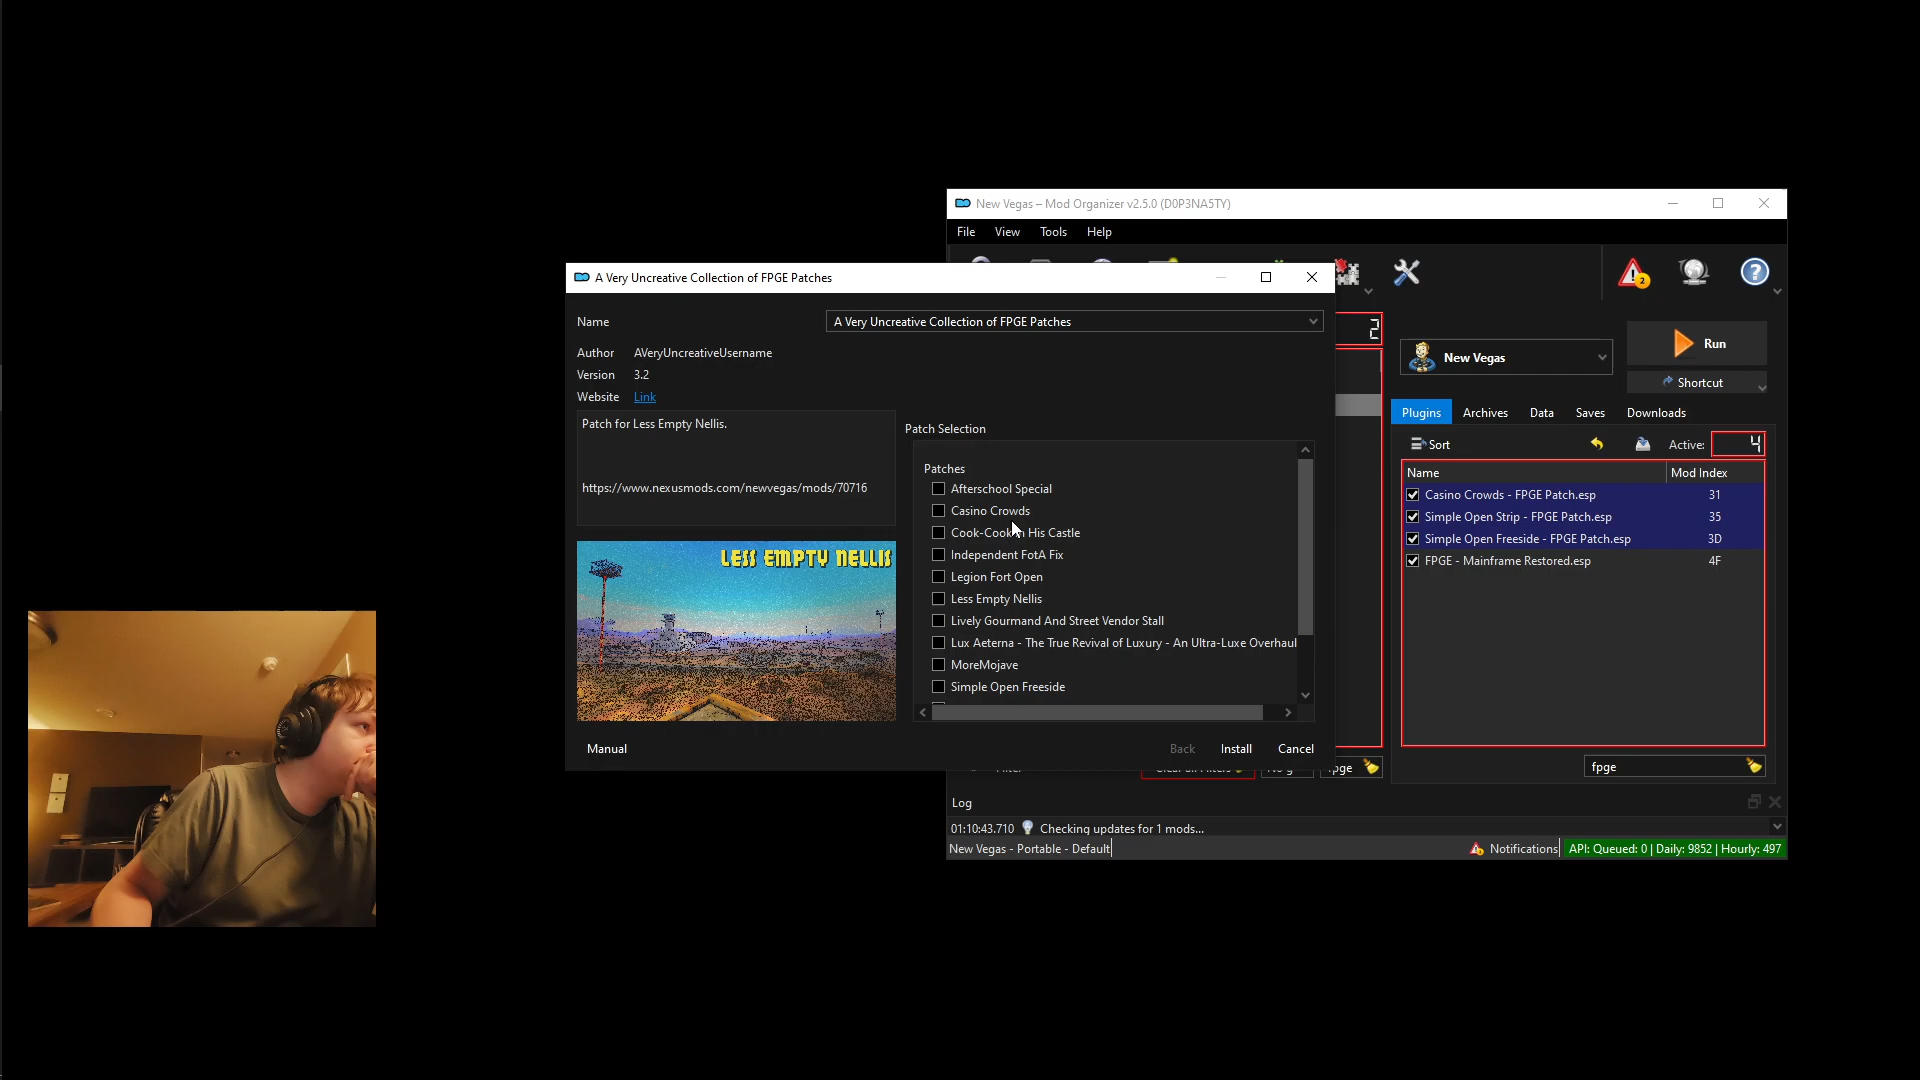 New Vegas – Mod Organizer v2.5.0 (D0P3NA5TY)
File View Tools Help
2
A Very Uncreative Collection of FPGE Patches
Name A Very Uncreative Collection of FPGE Patches
Author AVeryUncreativeUsername
Version 3.2
Website Link
Patch for Less Empty Nellis.
https://www.nexusmods.com/newvegas/mods/70716
LESS EMPTY NELLIS
Patch Selection
Patches
Afterschool Special
Casino Crowds
Cook-Cook His Castle
Independent FotA Fix
Legion Fort Open
Less Empty Nellis
Lively Gourmand And Street Vendor Stall
Lux Aeterna - The True Revival of Luxury - An Ultra-Luxe Overhaul
MoreMojave
Simple Open Freeside
Manual Back Install Cancel
2
New Vegas
Run
Shortcut
Plugins Archives Data Saves Downloads
Sort Active: 4
Name Mod Index
Casino Crowds - FPGE Patch.esp 31
Simple Open Strip - FPGE Patch.esp 35
Simple Open Freeside - FPGE Patch.esp 3D
FPGE - Mainframe Restored.esp 4F
fpge
Log
01:10:43.710 Checking updates for 1 mods...
New Vegas - Portable - Default
Notifications API: Queued: 0 | Daily: 9852 | Hourly: 497